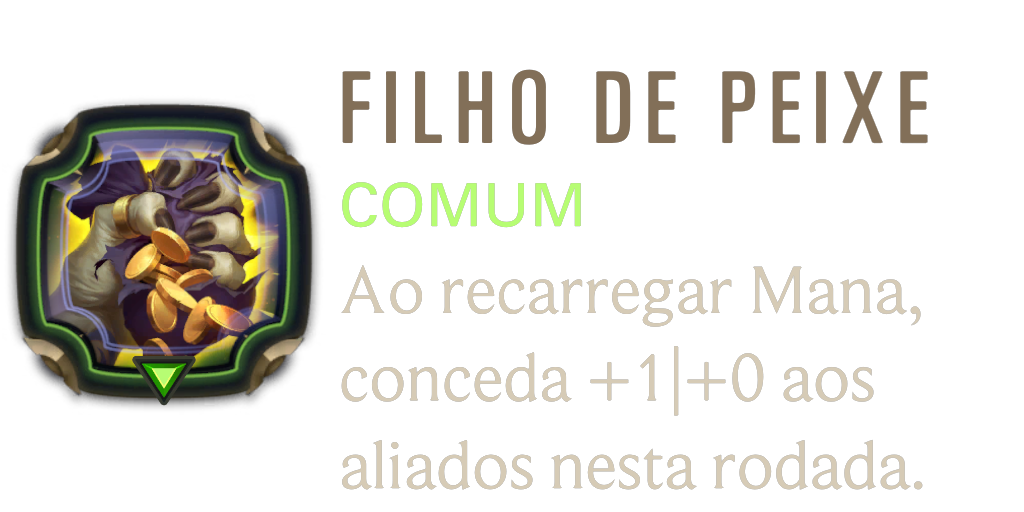 FILHO DE PEIXE
COMUM
Ao recarregar Mana,
conceda +1|+0 aos
aliados nesta rodada.